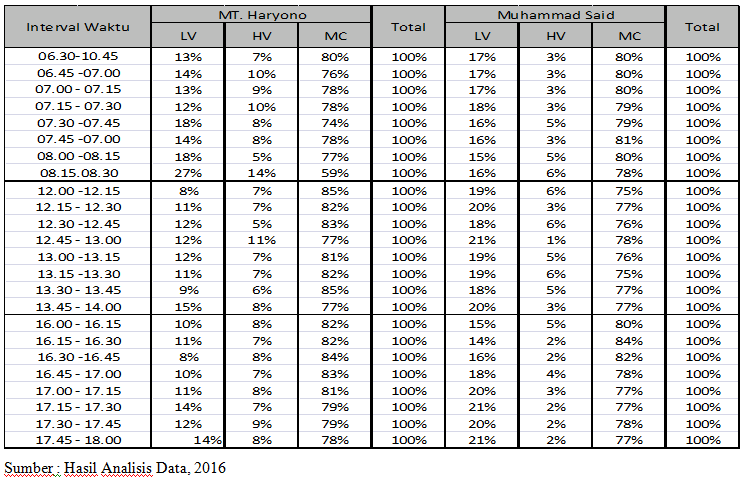 Interval Waktu MT. Haryono Total Muhammad Said Total
LV HV MC LV HV MC
06.30-10.45 13% 7% 80% 100% 17% 3% 80% 100%
06.45 -07.00 14% 10% 76% 100% 17% 3% 80% 100%
07.00 - 07.15 13% 9% 78% 100% 17% 3% 80% 100%
07.15 - 07.30 12% 10% 78% 100% 18% 3% 79% 100%
07.30 -07.45 18% 8% 74% 100% 16% 5% 79% 100%
07.45 -07.00 14% 8% 78% 100% 16% 3% 81% 100%
08.00 -08.15 18% 5% 77% 100% 15% 5% 80% 100%
08.15.08.30 27% 14% 59% 100% 16% 6% 78% 100%
12.00 -12.15 8% 7% 85% 100% 19% 6% 75% 100%
12.15 - 12.30 11% 7% 82% 100% 20% 3% 77% 100%
12.30 -12.45 12% 5% 83% 100% 18% 6% 76% 100%
12.45 - 13.00 12% 11% 77% 100% 21% 1% 78% 100%
13.00 -13.15 12% 7% 81% 100% 19% 5% 76% 100%
13.15 -13.30 11% 7% 82% 100% 19% 6% 75% 100%
13.30 - 13.45 9% 6% 85% 100% 18% 5% 77% 100%
13.45 - 14.00 15% 8% 77% 100% 20% 3% 77% 100%
16.00 - 16.15 10% 8% 82% 100% 15% 5% 80% 100%
16.15 - 16.30 11% 7% 82% 100% 14% 2% 84% 100%
16.30 -16.45 8% 8% 84% 100% 16% 2% 82% 100%
16.45 - 17.00 10% 7% 83% 100% 18% 4% 78% 100%
17.00 - 17.15 11% 8% 81% 100% 20% 3% 77% 100%
17.15 - 17.30 14% 7% 79% 100% 21% 2% 77% 100%
17.30 - 17.45 12% 9% 79% 100% 20% 2% 78% 100%
17.45 - 18.00 14% 8% 78% 100% 21% 2% 77% 100%
Sumber : Hasil Analisis Data, 2016